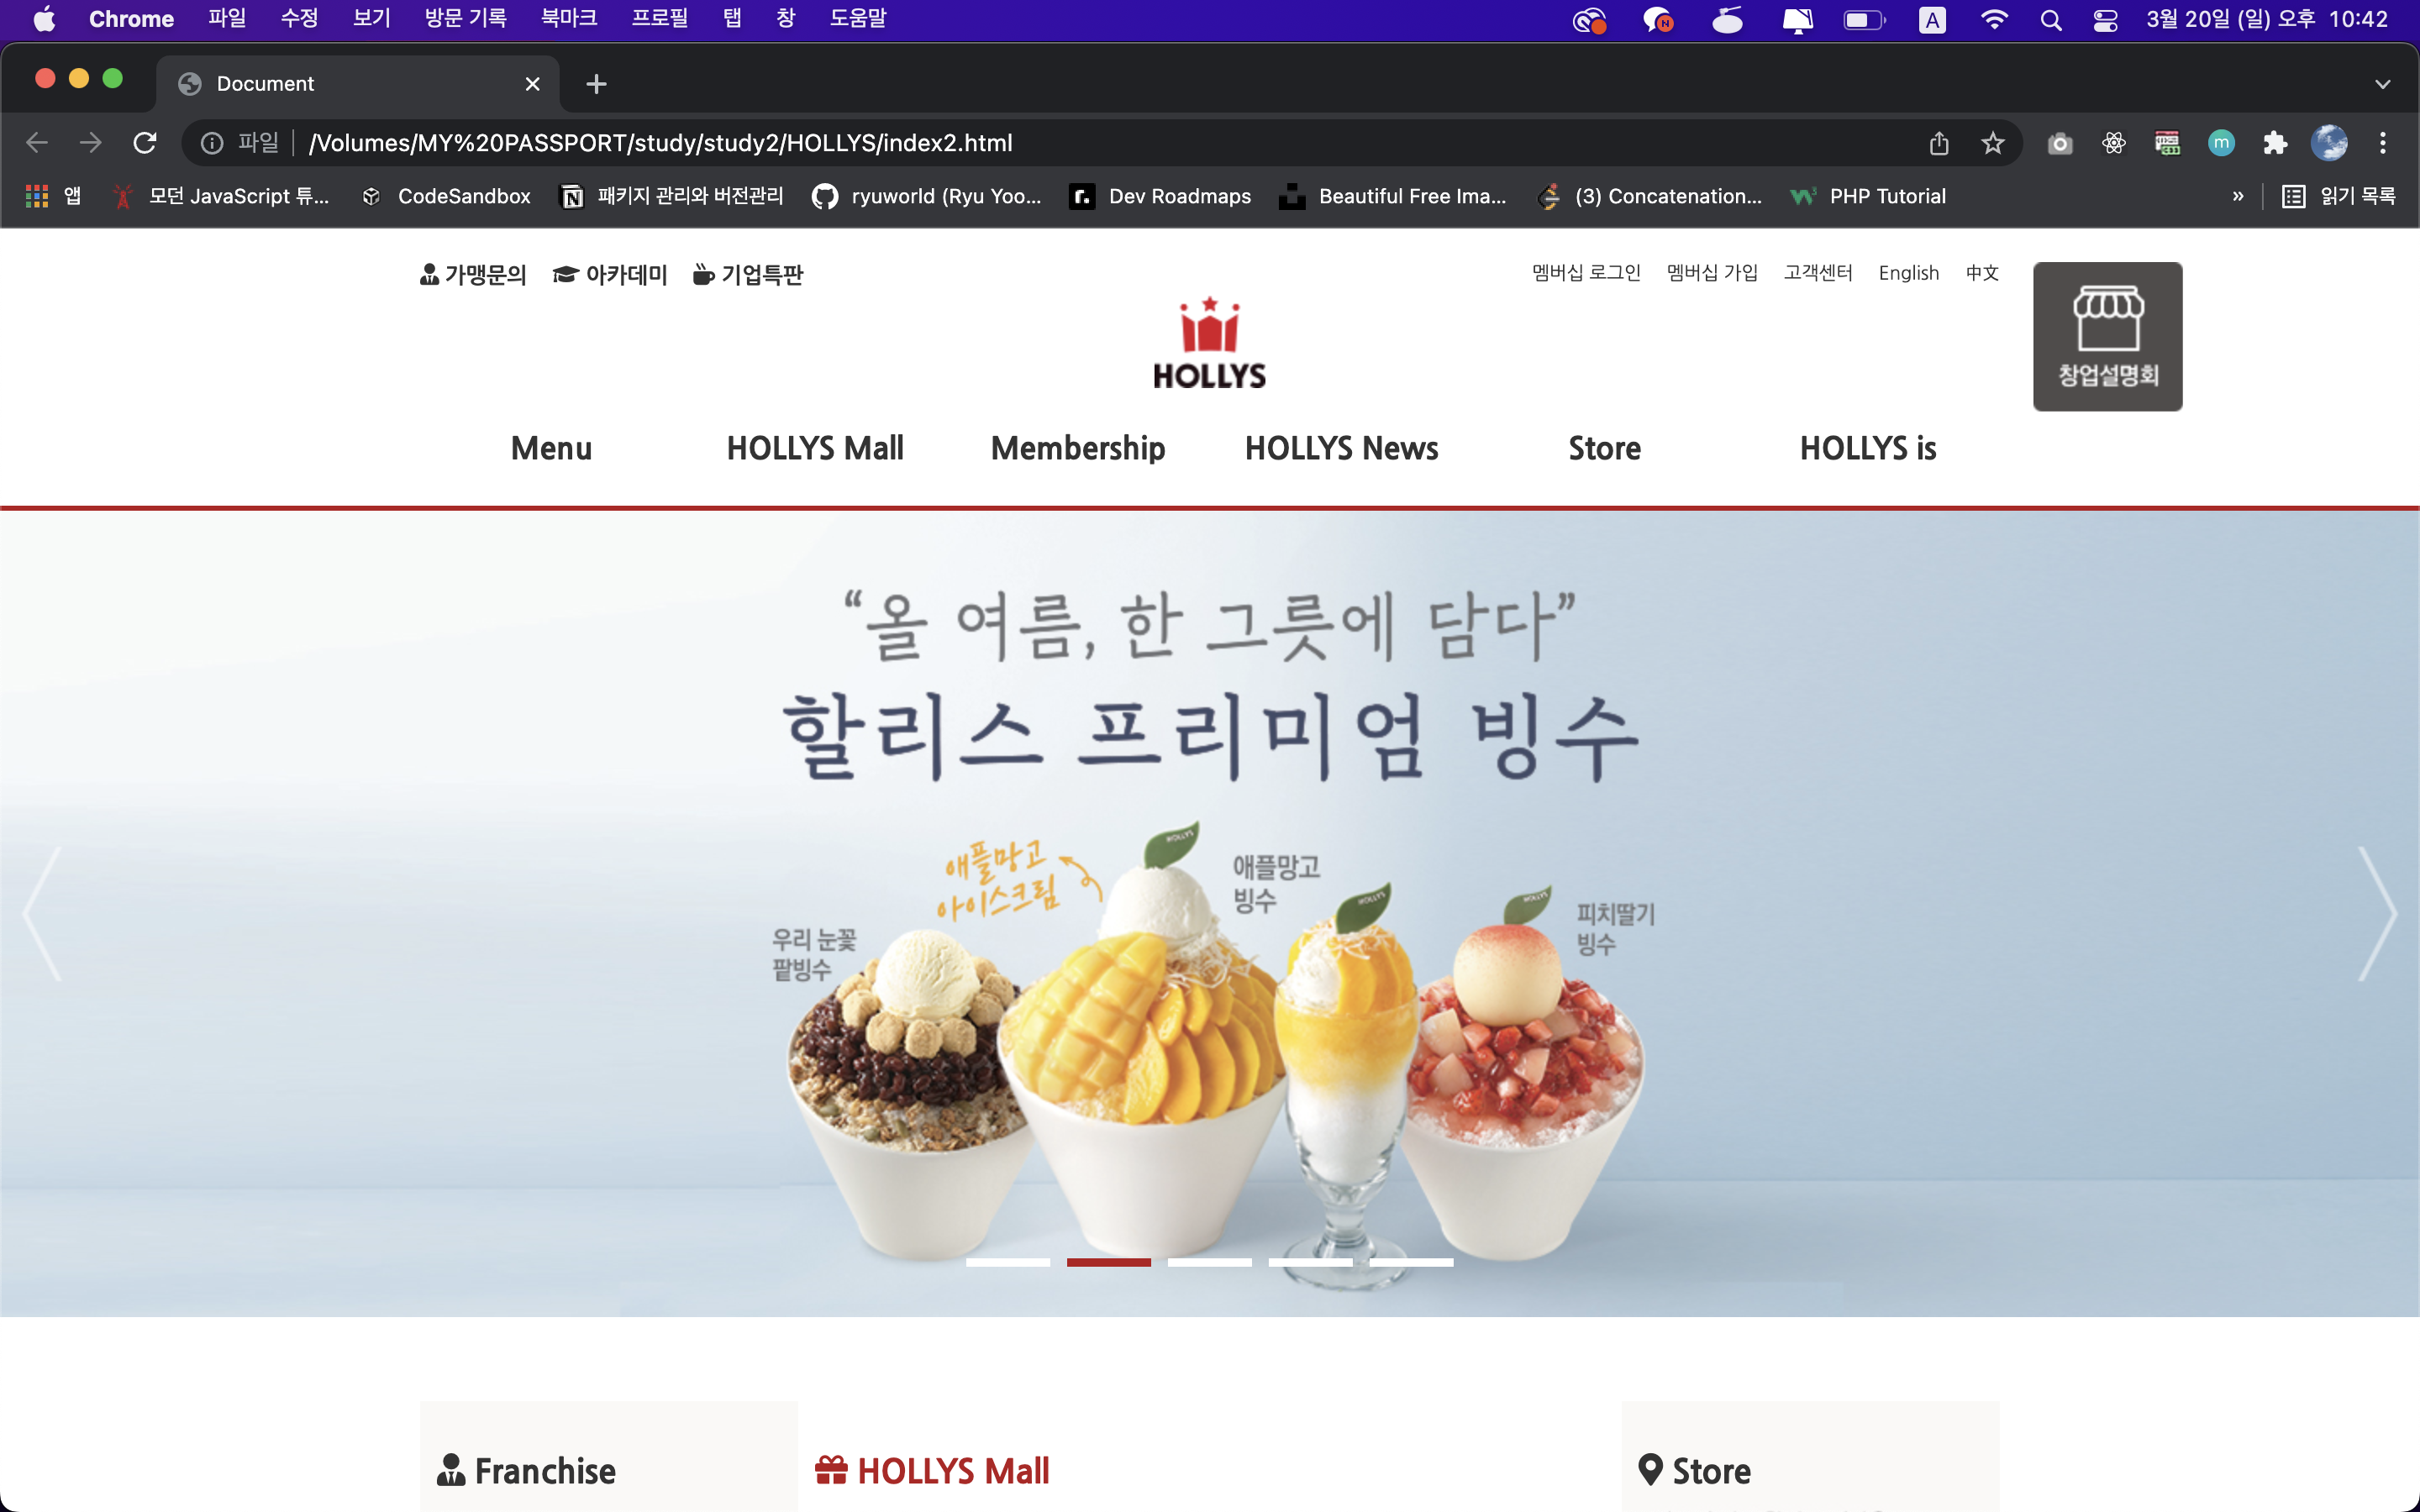 Chrome 파일 수정 보기 방문 기록 북마크 프로필 탭 창 도움말 A 3월 20일 (일) 오후 10:42
Document
파일 /Volumes/MY%20PASSPORT/study/study2/HOLLYS/index2.html m
앱 모던 JavaScript 튜... CodeSandbox 패키지 관리와 버전관리 ryuworld (Ryu Yoo... Dev Roadmaps Beautiful Free Ima... (3) Concatenation... PHP Tutorial » 읽기 목록
가맹문의 아카데미 기업특판 멤버십 로그인 멤버십 가입 고객센터 English 中文
HOLLYS
창업설명회
Menu HOLLYS Mall Membership HOLLYS News Store HOLLYS is
“올 여름, 한 그릇에 담다”
할리스 프리미엄 빙수
애플망고
아이스크림
HOLLYS
애플망고
빙수
HOLLYS
HOLLYS
피치딸기
빙수
우리 눈꽃
팥빙수
Franchise HOLLYS Mall Store